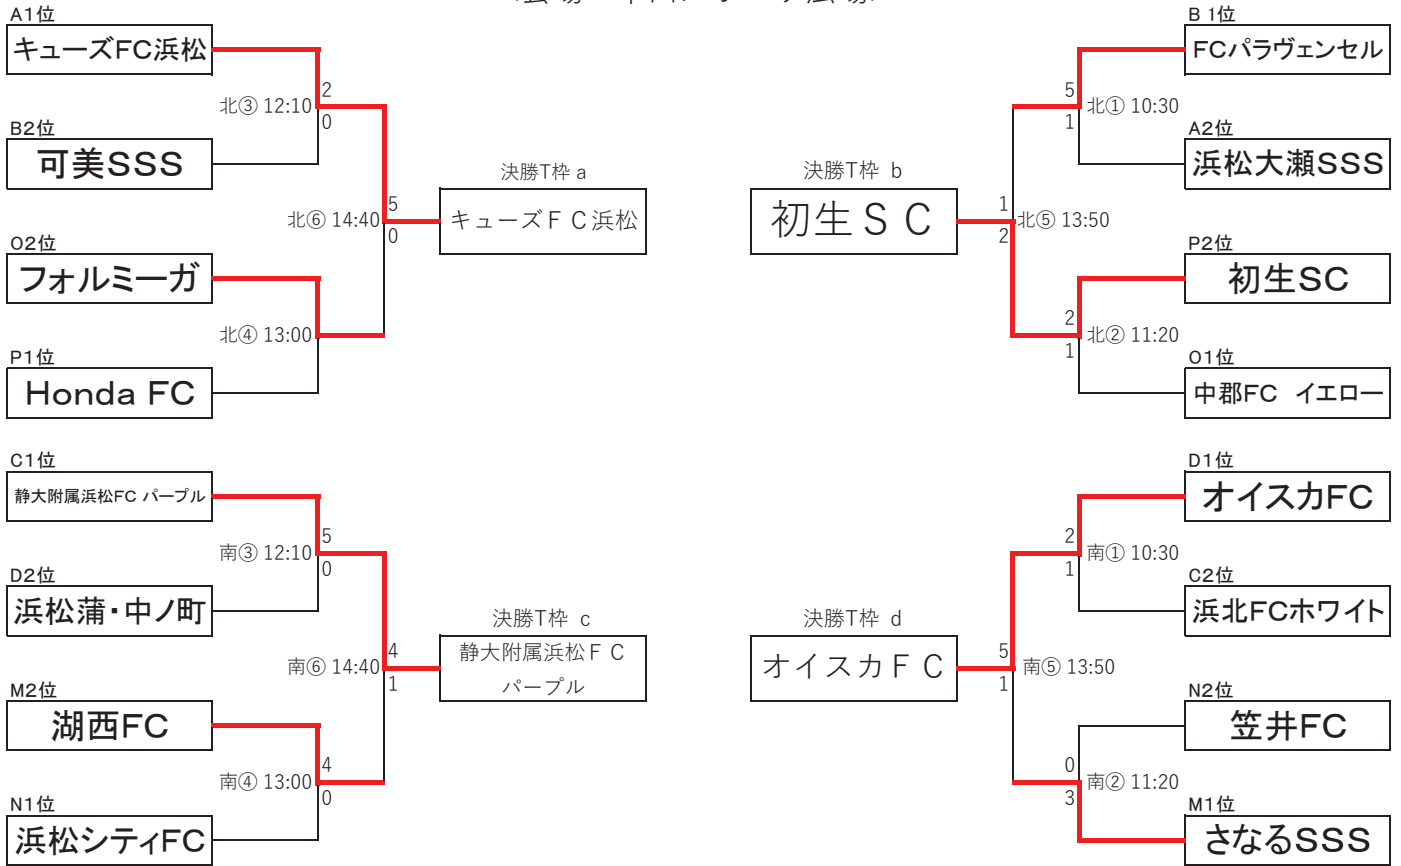 A1位
キューズFC浜松
2
北③ 12:10
0
B2位
可美SSS
決勝T枠 a
5
北⑥ 14:40
キューズＦＣ浜松
0
O2位
フォルミーガ
北④ 13:00
P1位
Honda FC
B 1位
FCパラヴェンセル
5
北① 10:30
1
A2位
浜松大瀬SSS
決勝T枠 b
初生ＳＣ
1
北⑤ 13:50
2
P2位
初生SC
2
北② 11:20
1
O1位
中郡FC　イエロー
C1位
静大附属浜松FC パープル
5
南③ 12:10
0
D2位
浜松蒲・中ノ町
決勝T枠 c
4
静大附属浜松ＦＣ
パープル
南⑥ 14:40
1
M2位
湖西FC
4
南④ 13:00
0
N1位
浜松シティFC
D1位
オイスカFC
2
南① 10:30
1
C2位
浜北FCホワイト
決勝T枠 d
オイスカＦＣ
5
南⑤ 13:50
1
N2位
笠井FC
0
南② 11:20
3
M1位
さなるSSS